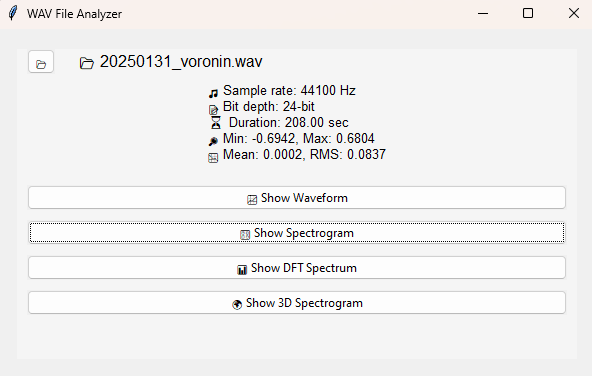 WAV File Analyzer
20250131_voronin.wav
Sample rate: 44100 Hz
Bit depth: 24-bit
Duration: 208.00 sec
Min: -0.6942, Max: 0.6804
Mean: 0.0002, RMS: 0.0837
Show Waveform
Show Spectrogram
Show DFT Spectrum
Show 3D Spectrogram